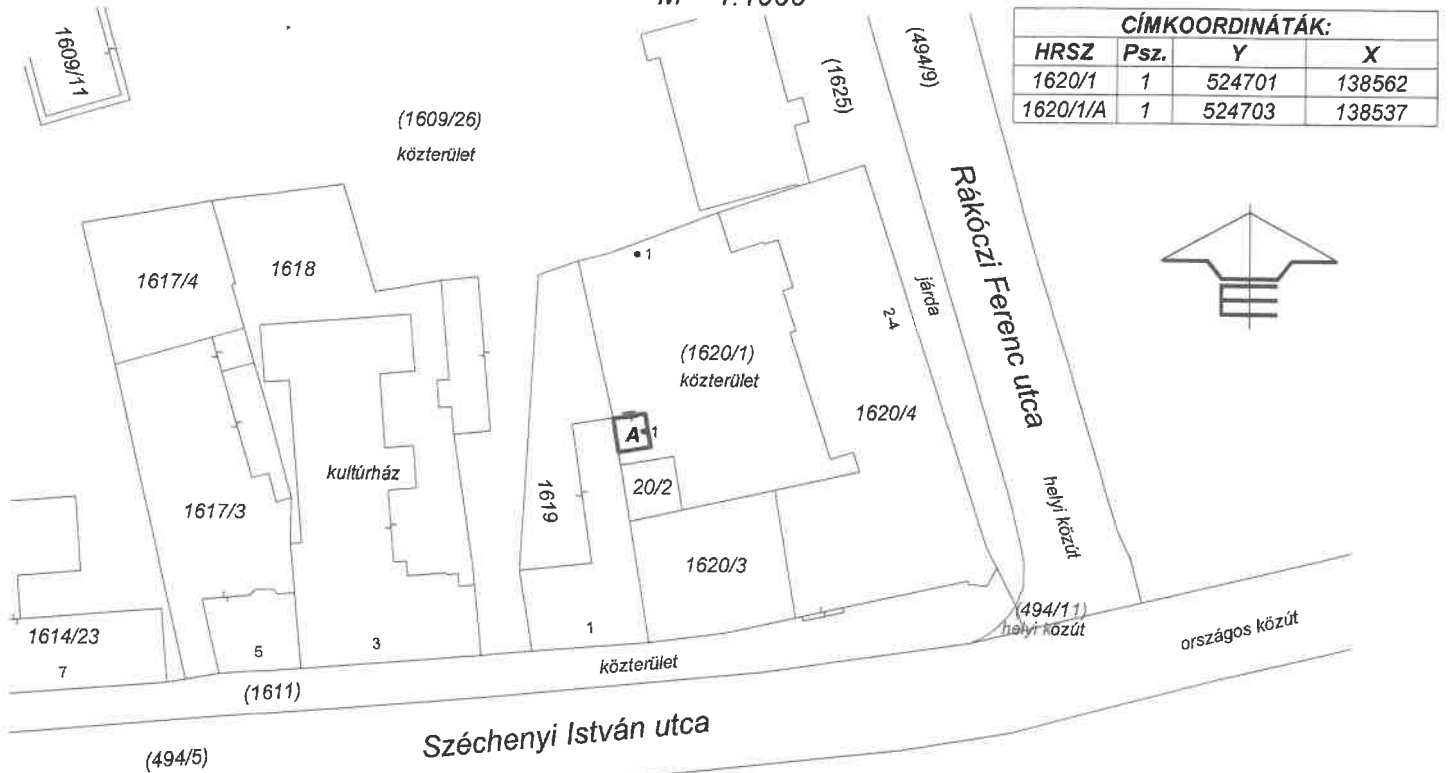 M = 1:1000
CÍMKOORDINÁTÁK:
HRSZ Psz. Y X
1620/1 1 524701 138562
1620/1/A 1 524703 138537
1609/11
(1609/26)
közterület
(1625)
(494/9)
Rákóczi Ferenc utca
járda
2-4
1617/4
1618
1
(1620/1)
közterület
1620/4
A 1
kultúrház
20/2
1619
1617/3
helyi közút
1620/3
(494/11)
helyi közút
1614/23
7
5
3
1
országos közút
közterület
(1611)
Széchenyi István utca
(494/5)